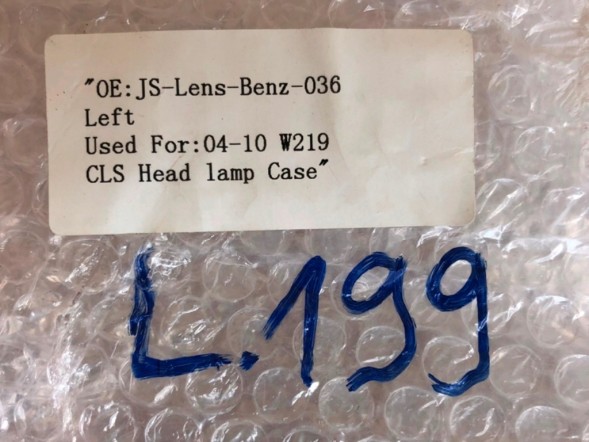 "OE:JS-Lens-Benz-036
Left
Used For:04-10 W219
CLS Head lamp Case"
L.199